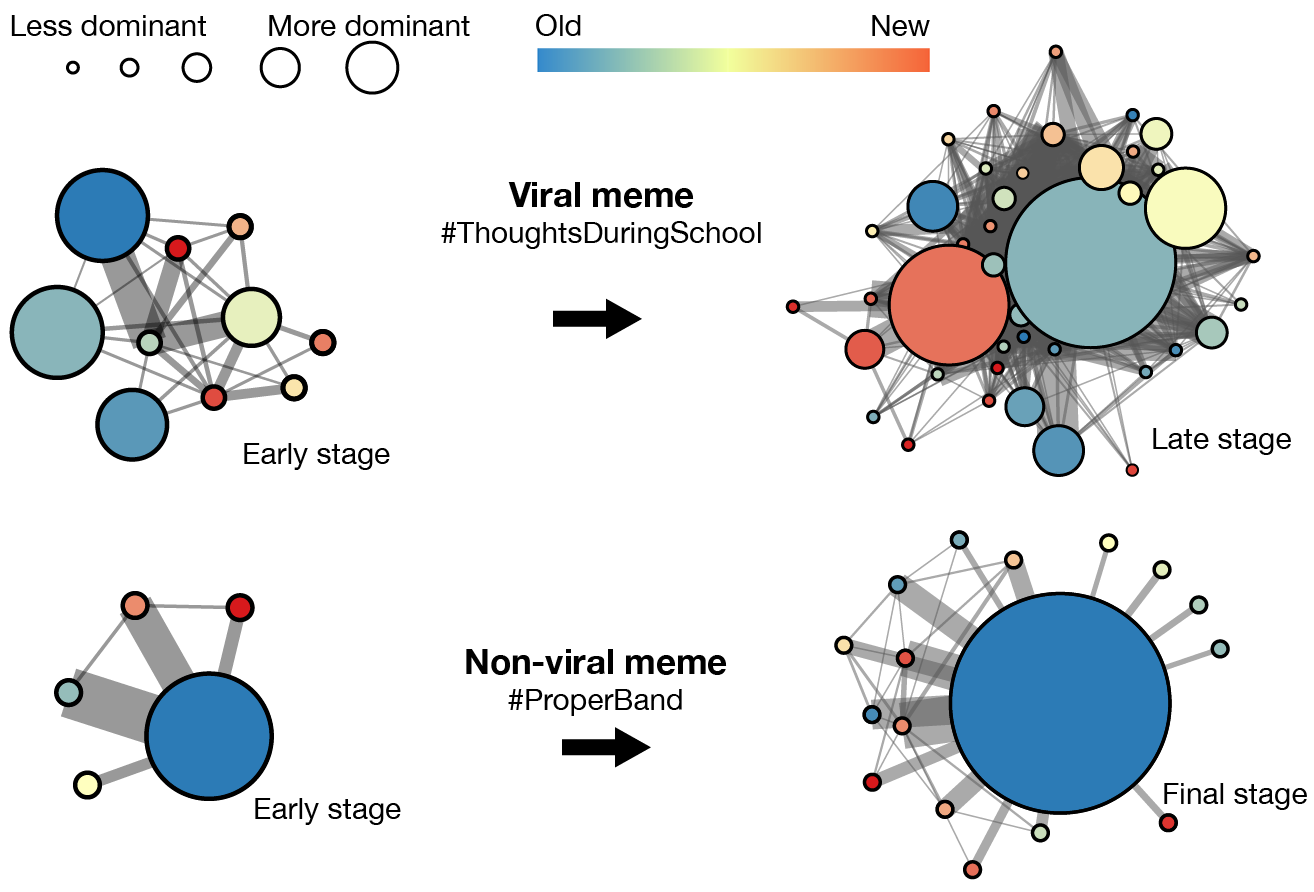 Less dominant
More dominant
Old
New
Viral meme
#ThoughtsDuringSchool
Early stage
Late stage
Non-viral meme
#ProperBand
Early stage
Final stage